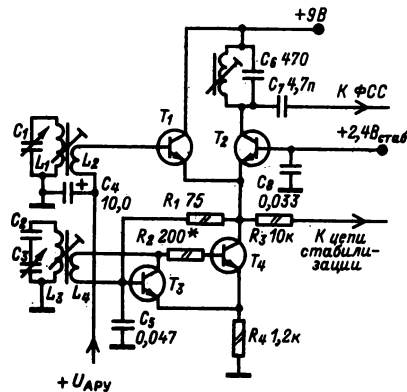 +9В
C₆ 470
C₇ 4,7п
К ФСС
T₁
T₂
C₁
L₁
L₂
C₄
10,0
+
+2,4Встаб
C₈
0,033
R₁ 75
R₂ 200*
R₃ 10к
К цепи
стабили-
зации
C₂
C₃
L₃
L₄
T₃
T₄
C₅
0,047
R₄ 1,2к
+UАРУ